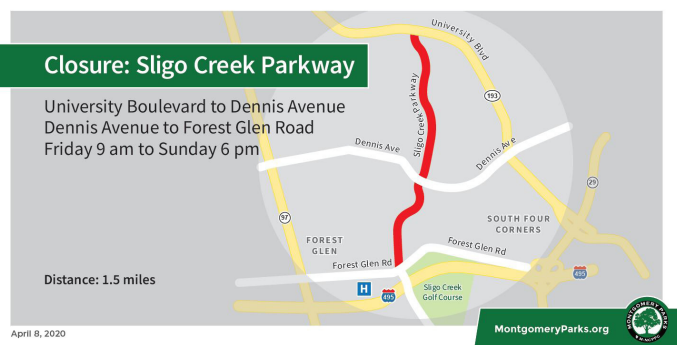 Closure: Sligo Creek Parkway
University Boulevard to Dennis Avenue
Dennis Avenue to Forest Glen Road
Friday 9 am to Sunday 6 pm
Distance: 1.5 miles
University Blvd
193
Sligo Creek Parkway
Dennis Ave
Dennis Ave
29
97
SOUTH FOUR
CORNERS
FOREST
GLEN
Forest Glen Rd
Forest Glen Rd
495
H
495
Sligo Creek
Golf Course
April 8, 2020
MontgomeryParks.org
MONTGOMERY PARKS
M-NCPPC